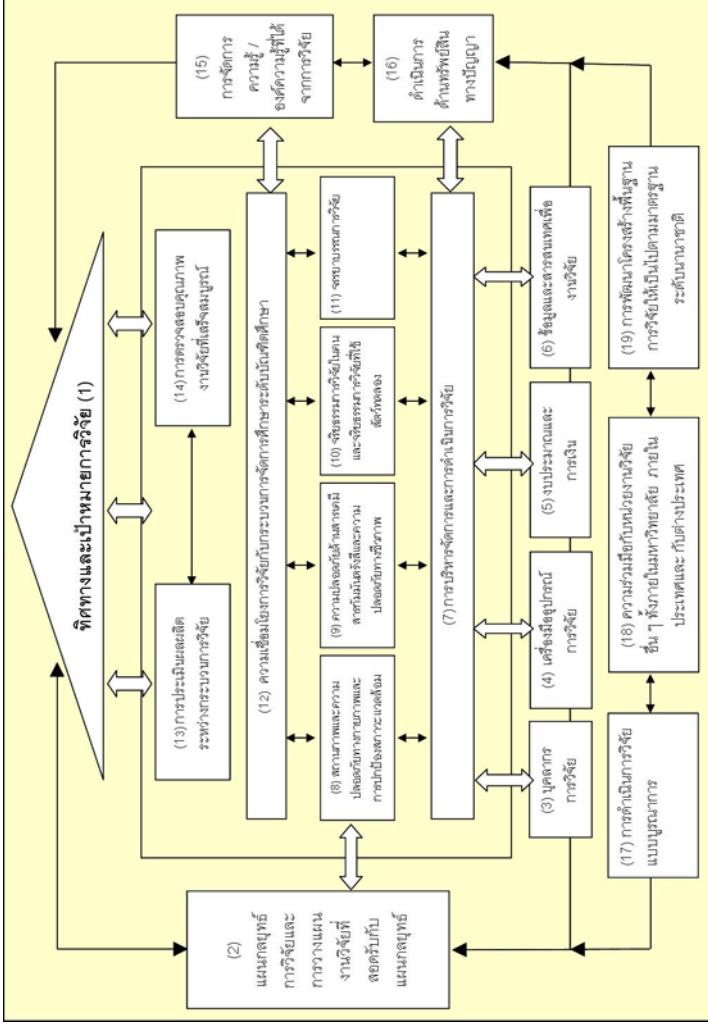 ทิศทางและเป้าหมายการวิจัย (1)
(2)
แผนกลยุทธ์
การวิจัยและ
การวางแผน
งานวิจัยที่
สอดรับกับ
แผนกลยุทธ์
(13) การประเมินผลผลิต
ระหว่างกระบวนการวิจัย
(14) การตรวจสอบคุณภาพ
งานวิจัยที่เสร็จสมบูรณ์
(12) ความเชื่อมโยงการวิจัยกับกระบวนการจัดการศึกษาระดับบัณฑิตศึกษา
(8) สถานภาพและความ
ปลอดภัยทางกายภาพและ
การปกป้องสภาวะแวดล้อม
(9) ความปลอดภัยด้านสารเคมี
สารกัมมันตรังสีและความ
ปลอดภัยทางชีวภาพ
(10) จริยธรรมการวิจัยในคน
และจริยธรรมการวิจัยที่ใช้
สัตว์ทดลอง
(11) จรรยาบรรณการวิจัย
(7) การบริหารจัดการและการดำเนินการวิจัย
(3) บุคลากร
การวิจัย
(4) เครื่องมืออุปกรณ์
การวิจัย
(5) งบประมาณและ
การเงิน
(6) ข้อมูลและสารสนเทศเพื่อ
งานวิจัย
(15)
การจัดการ
ความรู้ /
องค์ความรู้ที่ได้
จากการวิจัย
(16)
ดำเนินการ
ด้านทรัพย์สิน
ทางปัญญา
(17) การดำเนินการวิจัย
แบบบูรณาการ
(18) ความร่วมมือกับหน่วยงานวิจัย
อื่น ๆ ทั้งภายในมหาวิทยาลัย ภายใน
ประเทศและ กับต่างประเทศ
(19) การพัฒนาโครงสร้างพื้นฐาน
การวิจัยให้เป็นไปตามมาตรฐาน
ระดับนานาชาติ